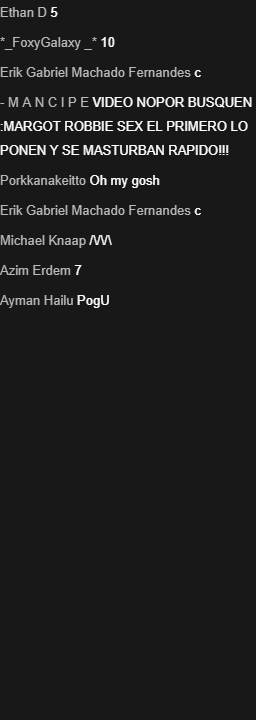 Ethan D 5
*_FoxyGalaxy _* 10
Erik Gabriel Machado Fernandes c
- M A N C I P E VIDEO NOPOR BUSQUEN
:MARGOT ROBBIE SEX EL PRIMERO LO
PONEN Y SE MASTURBAN RAPIDO!!!
Porkkanakeitto Oh my gosh
Erik Gabriel Machado Fernandes c
Michael Knaap /\/\/\
Azim Erdem 7
Ayman Hailu PogU